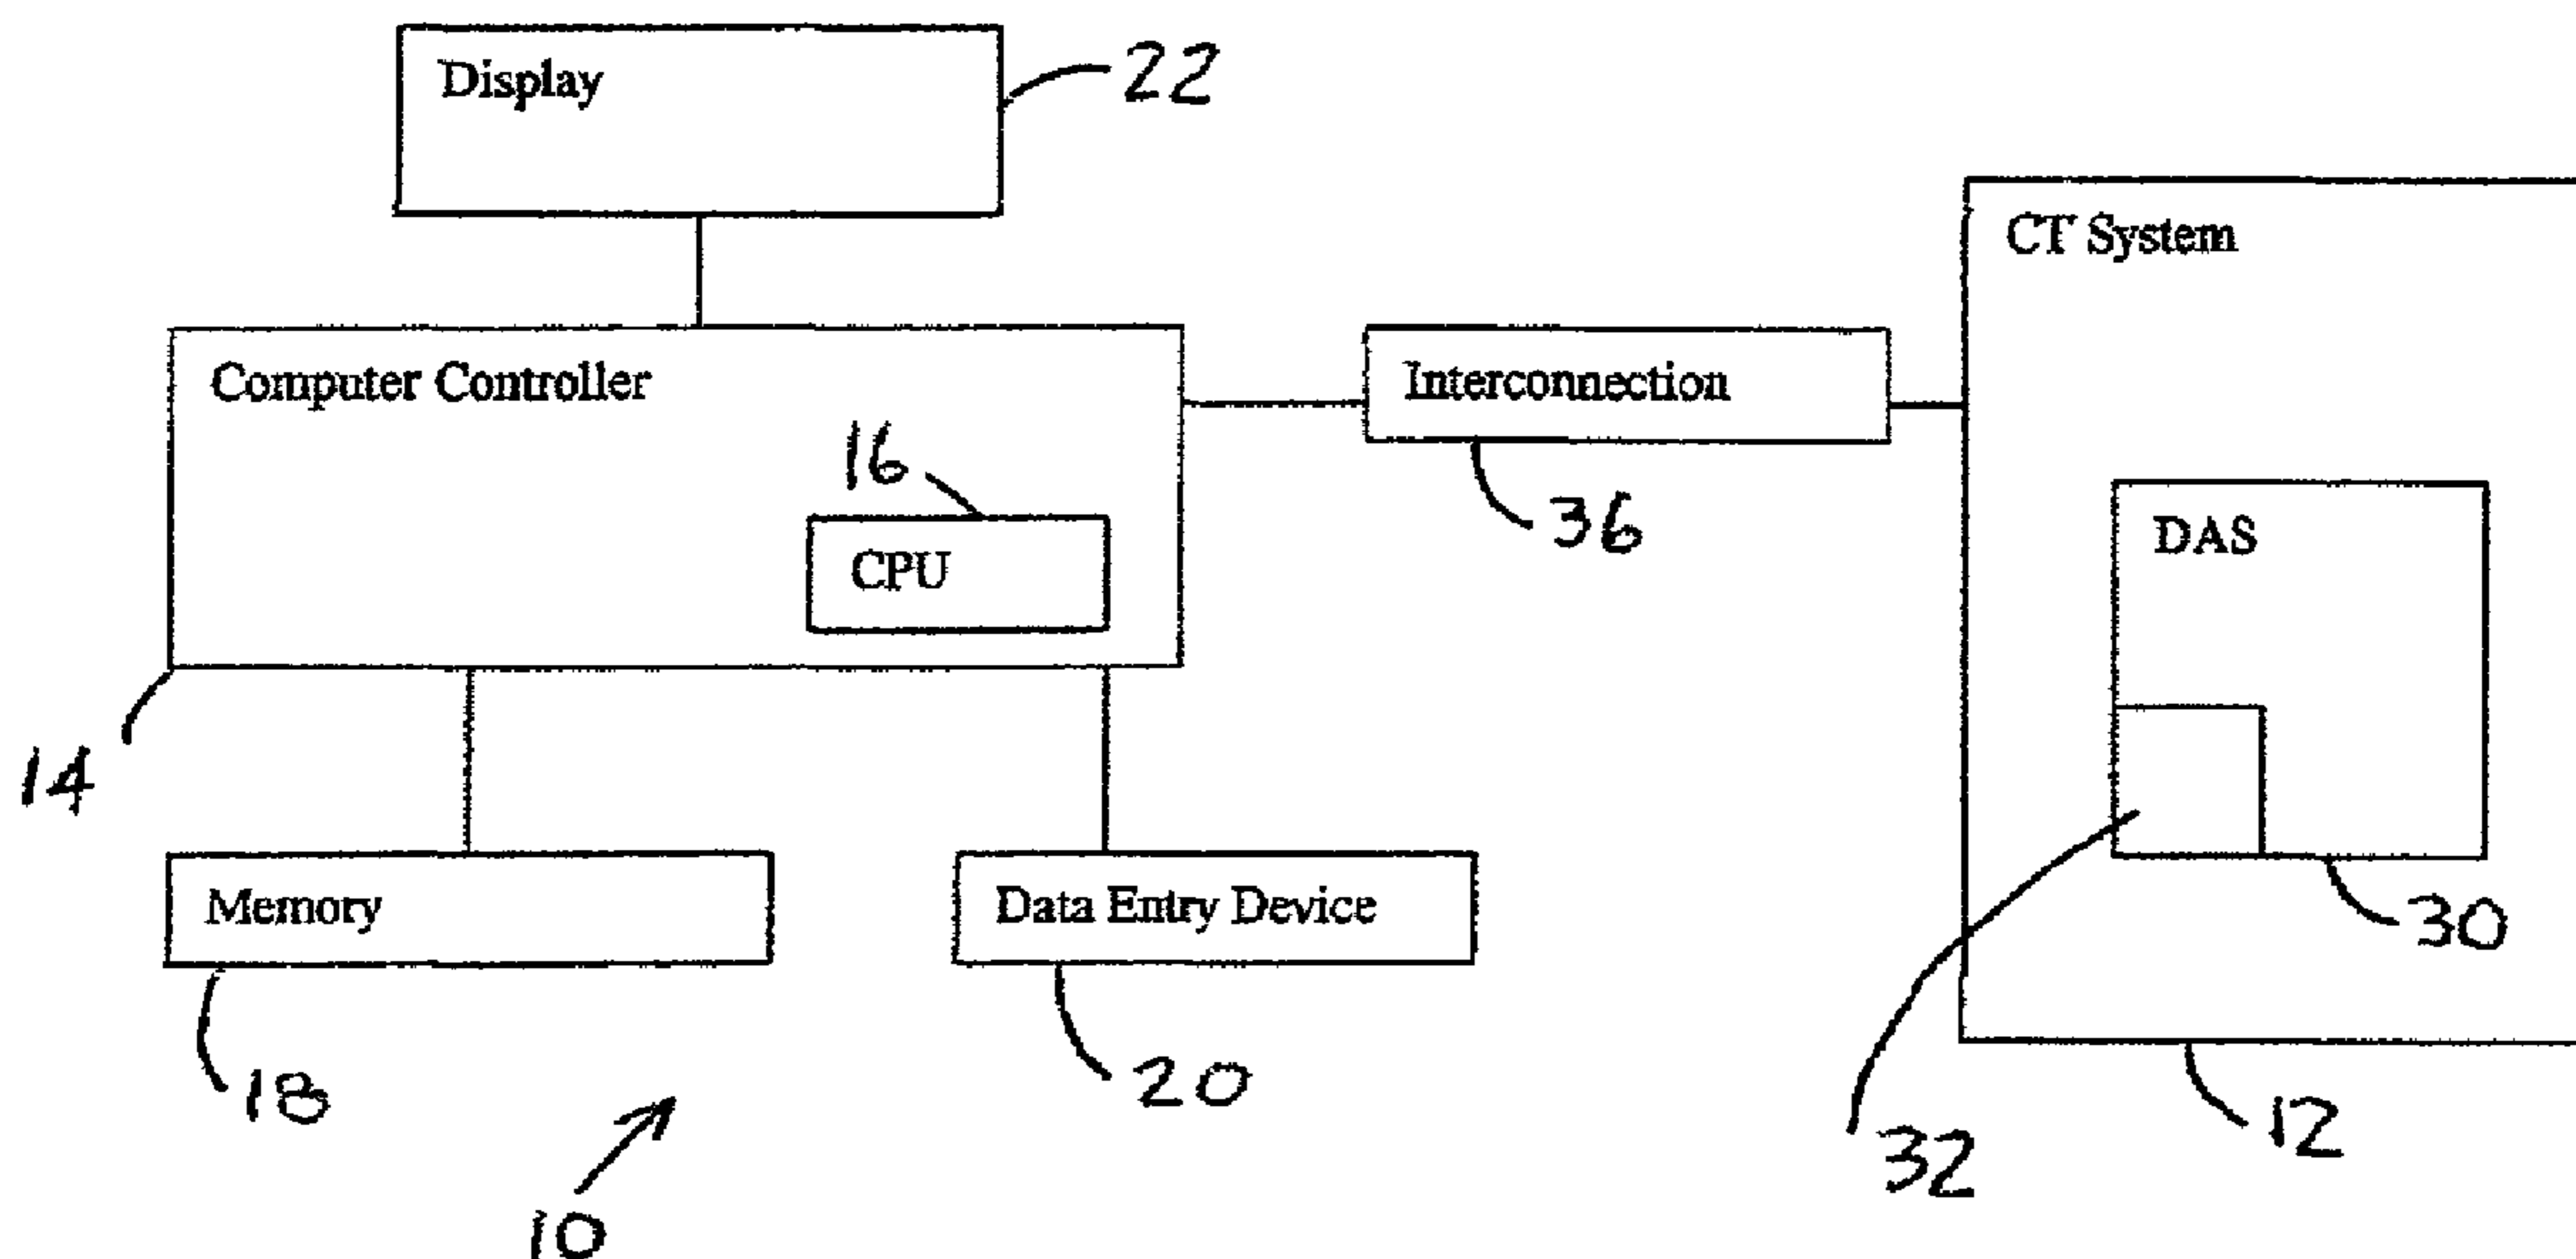 Display
22
CT System
Computer Controller
Interconnection
16
CPU
36
DAS
14
Memory
Data Entry Device
30
18
20
12
32
10